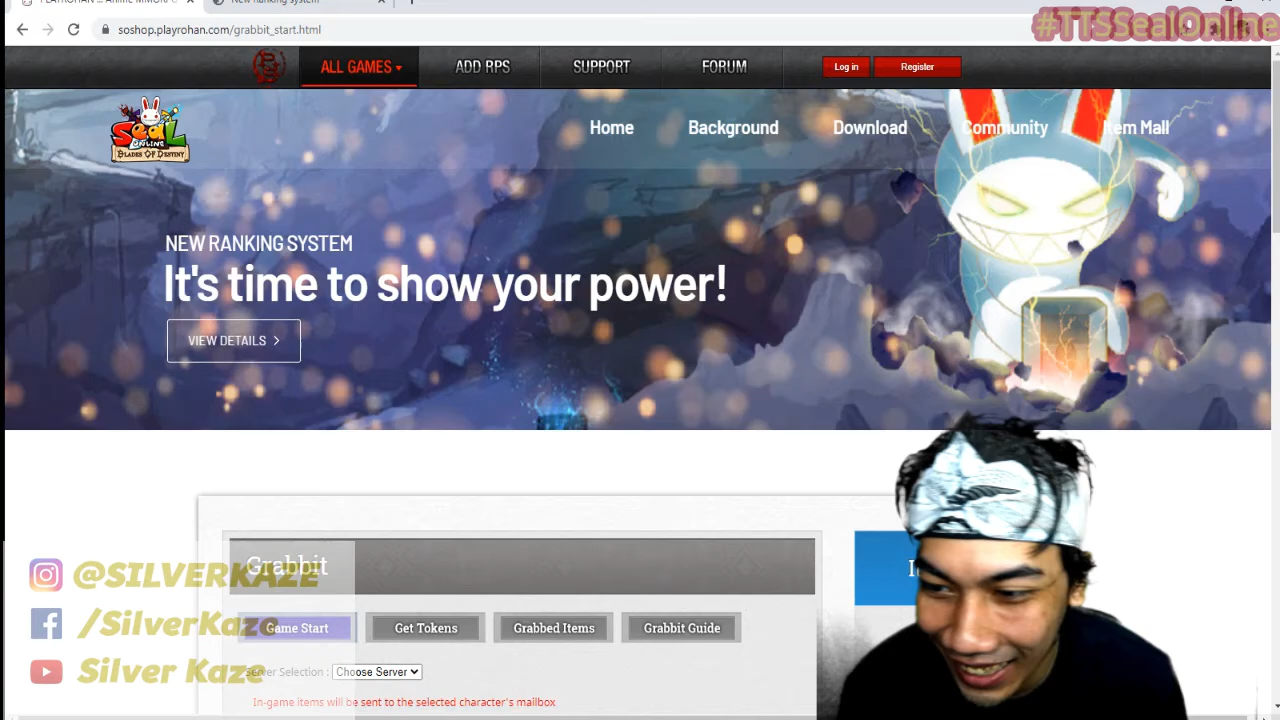 New ranking system
soshop.playrohan.com/grabbit_start.html
#TTSSealOnline
ALL GAMES
ADD RPS
SUPPORT
FORUM
Log in
Register
SeaL
ONLINE
BLADES OF DESTINY
Home
Background
Download
Community
Item Mall
NEW RANKING SYSTEM
It's time to show your power!
VIEW DETAILS >
Grabbit
@SILVERKAZE
Game Start
Get Tokens
Grabbed Items
Grabbit Guide
/SilverKaze
Server Selection :
Choose Server
Silver Kaze
In-game items will be sent to the selected character's mailbox